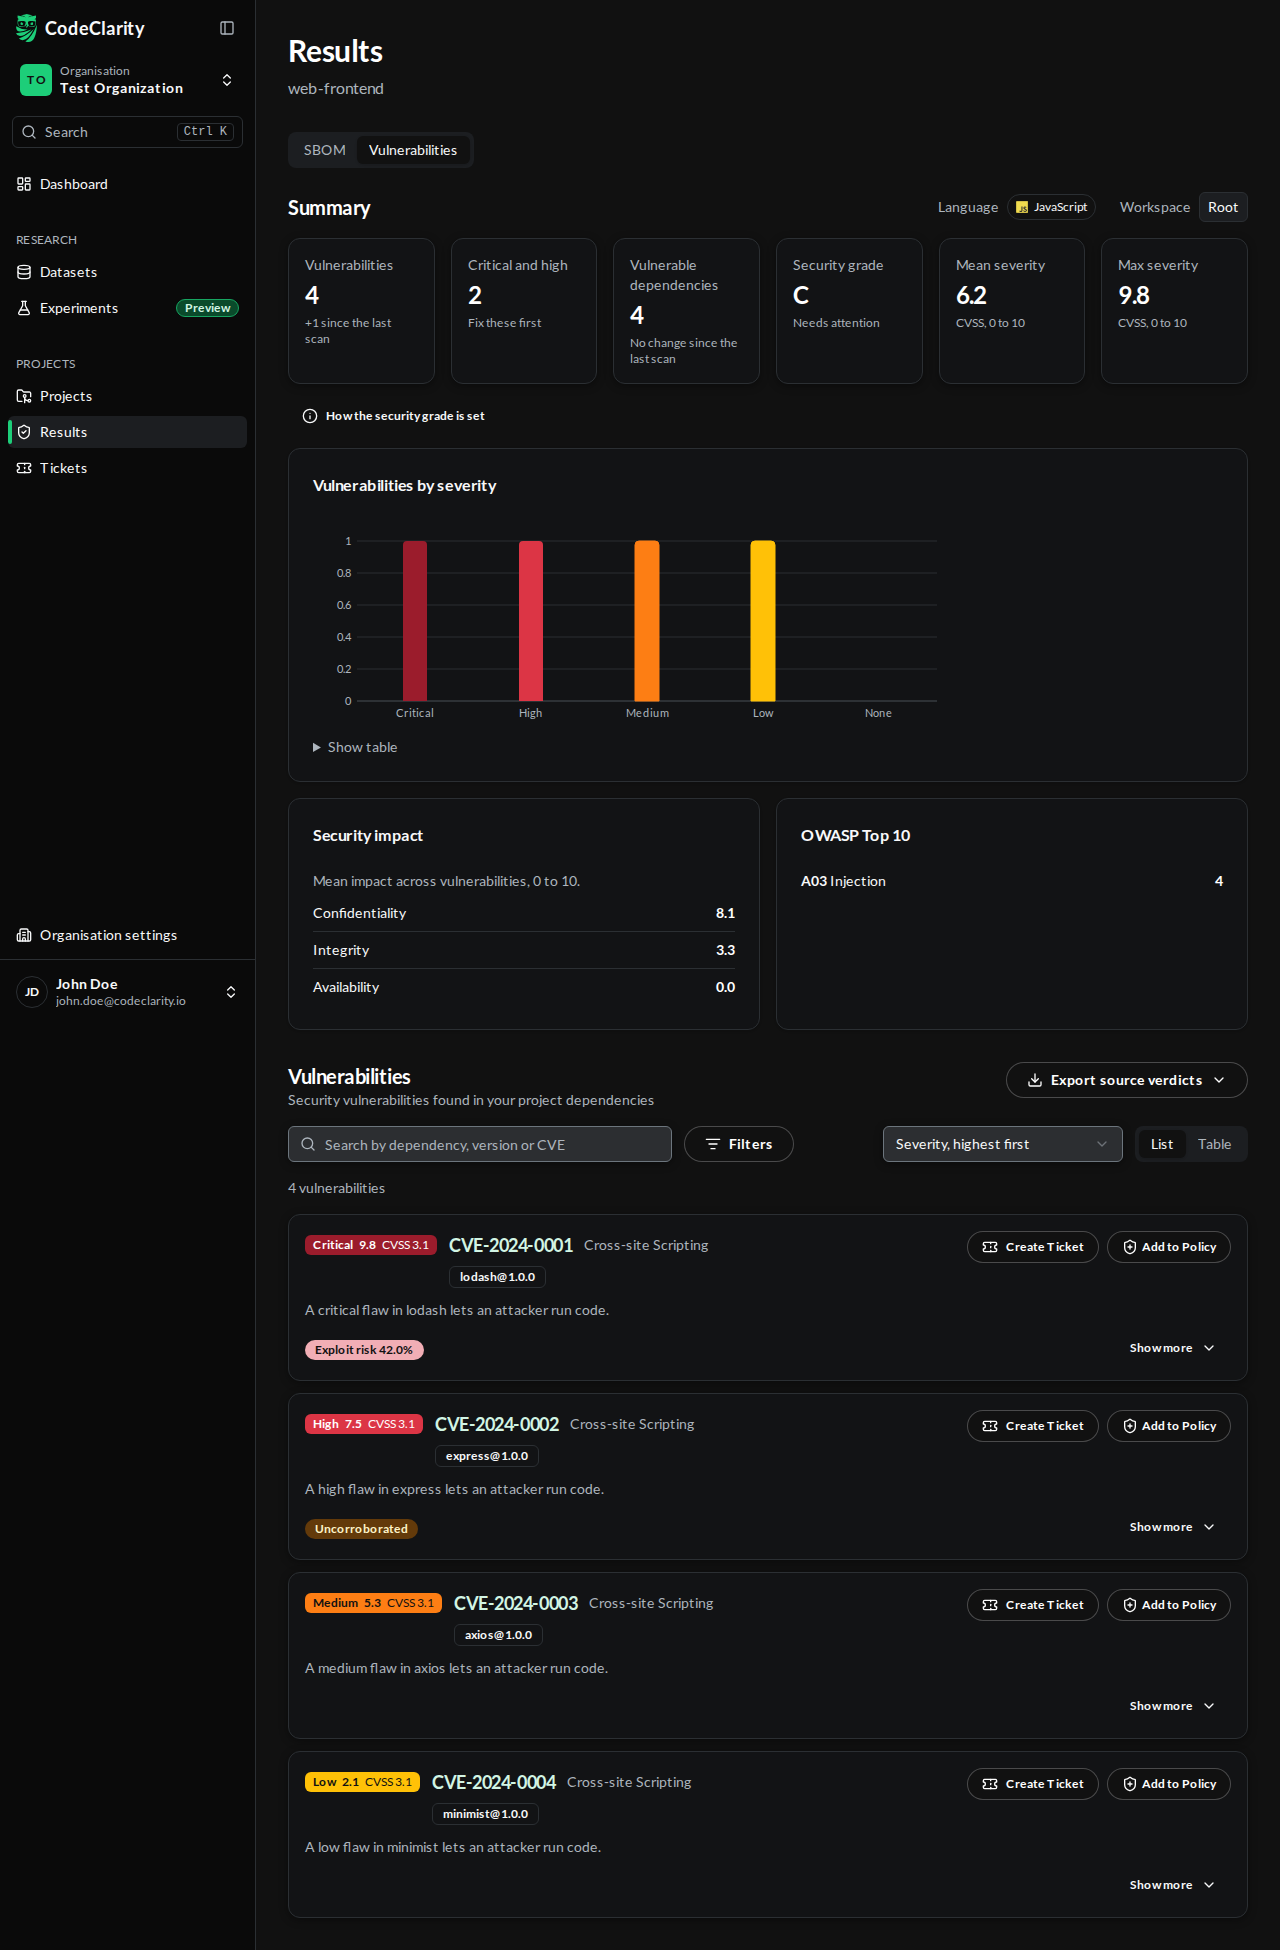 CodeClarity
TO
Organisation
Test Organization
Search
Ctrl K
Dashboard
RESEARCH
Datasets
Experiments
Preview
PROJECTS
Projects
Results
Tickets
Organisation settings
JD
John Doe
john.doe@codeclarity.io
Results
web-frontend
SBOM
Vulnerabilities
Summary
Language
JS
JavaScript
Workspace
Root
Vulnerabilities
4
+1 since the last
scan
Critical and high
2
Fix these first
Vulnerable
dependencies
4
No change since the
last scan
Security grade
C
Needs attention
Mean severity
6.2
CVSS, 0 to 10
Max severity
9.8
CVSS, 0 to 10
How the security grade is set
Vulnerabilities by severity
1
0.8
0.6
0.4
0.2
0
Critical
High
Medium
Low
None
Show table
Security impact
Mean impact across vulnerabilities, 0 to 10.
Confidentiality 8.1
Integrity 3.3
Availability 0.0
OWASP Top 10
A03 Injection 4
Vulnerabilities
Security vulnerabilities found in your project dependencies
Export source verdicts
Search by dependency, version or CVE
Filters
Severity, highest first
List
Table
4 vulnerabilities
Critical 9.8 CVSS 3.1
CVE-2024-0001
Cross-site Scripting
Create Ticket
Add to Policy
lodash@1.0.0
A critical flaw in lodash lets an attacker run code.
Exploit risk 42.0%
Show more
High 7.5 CVSS 3.1
CVE-2024-0002
Cross-site Scripting
Create Ticket
Add to Policy
express@1.0.0
A high flaw in express lets an attacker run code.
Uncorroborated
Show more
Medium 5.3 CVSS 3.1
CVE-2024-0003
Cross-site Scripting
Create Ticket
Add to Policy
axios@1.0.0
A medium flaw in axios lets an attacker run code.
Show more
Low 2.1 CVSS 3.1
CVE-2024-0004
Cross-site Scripting
Create Ticket
Add to Policy
minimist@1.0.0
A low flaw in minimist lets an attacker run code.
Show more